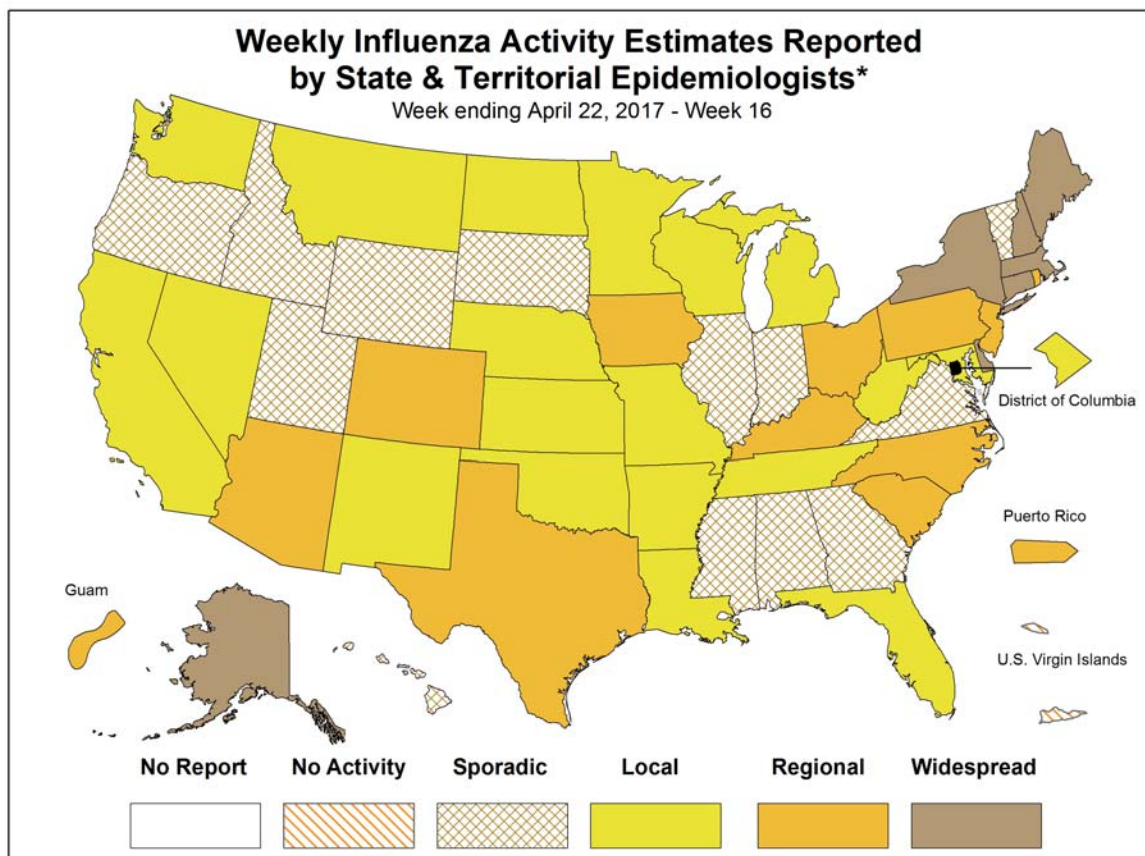 Weekly Influenza Activity Estimates Reported
by State & Territorial Epidemiologists*
Week ending April 22, 2017 - Week 16
District of Columbia
Puerto Rico
Guam
U.S. Virgin Islands
No Report No Activity Sporadic Local Regional Widespread